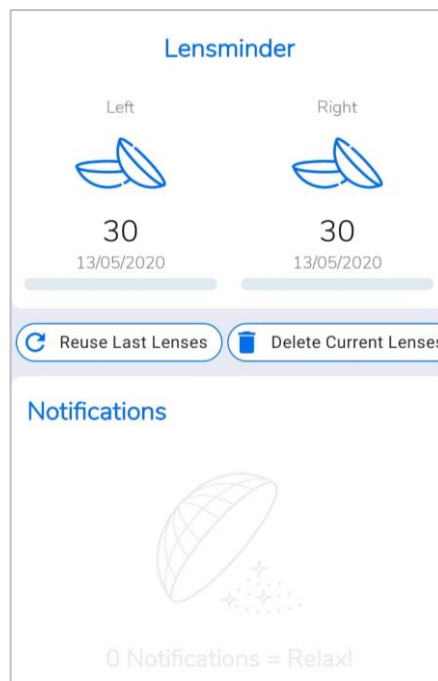 Lensminder
Left
Right
30
30
13/05/2020
13/05/2020
Reuse Last Lenses
Delete Current Lenses
Notifications
0 Notifications = Relax!